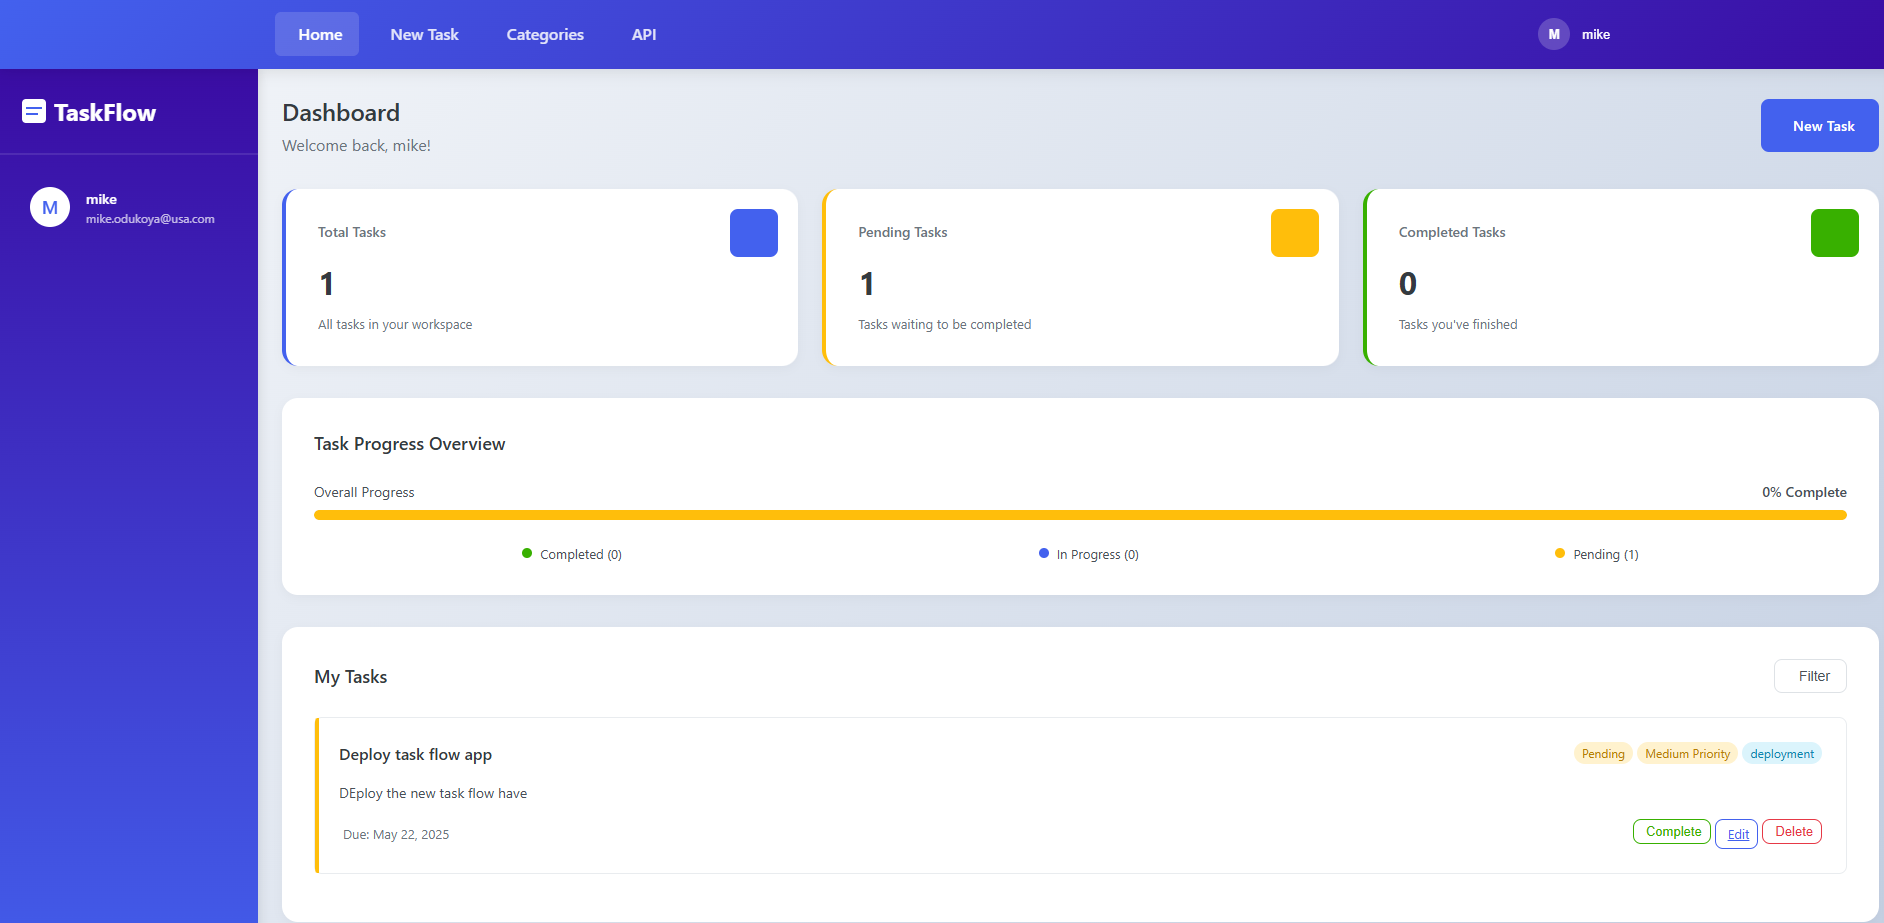 Home New Task Categories API M mike
TaskFlow
M mike
mike.odukoya@usa.com
Dashboard
Welcome back, mike!
New Task
Total Tasks
1
All tasks in your workspace
Pending Tasks
1
Tasks waiting to be completed
Completed Tasks
0
Tasks you've finished
Task Progress Overview
Overall Progress 0% Complete
Completed (0) In Progress (0) Pending (1)
My Tasks Filter
Deploy task flow app Pending Medium Priority deployment
DEploy the new task flow have
Due: May 22, 2025 Complete Edit Delete